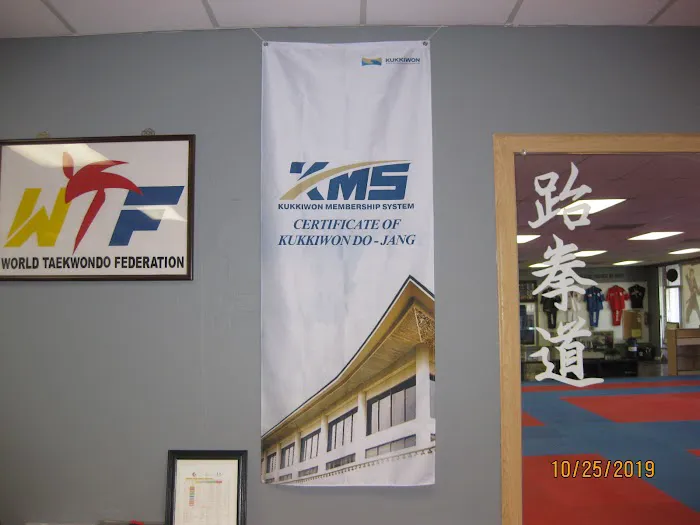 WTF
WORLD TAEKWONDO FEDERATION
KUKKIWON
KMS
KUKKIWON MEMBERSHIP SYSTEM
CERTIFICATE OF
KUKKIWON DO-JANG
跆拳道
10/25/2019